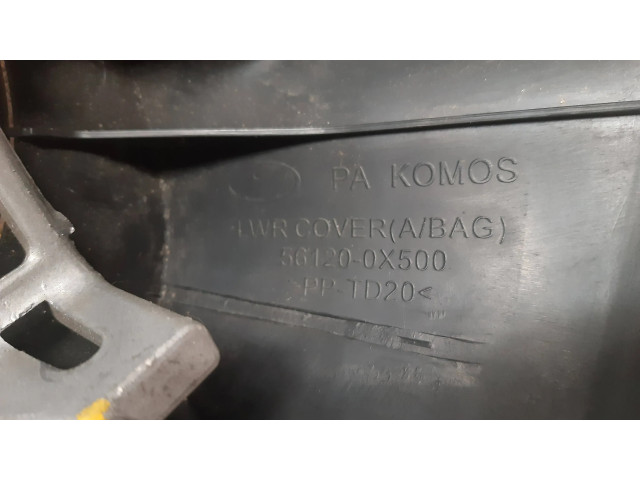 PA KOMOS
LWR COVER(A/BAG)
56120-0X500
>PP-TD20<